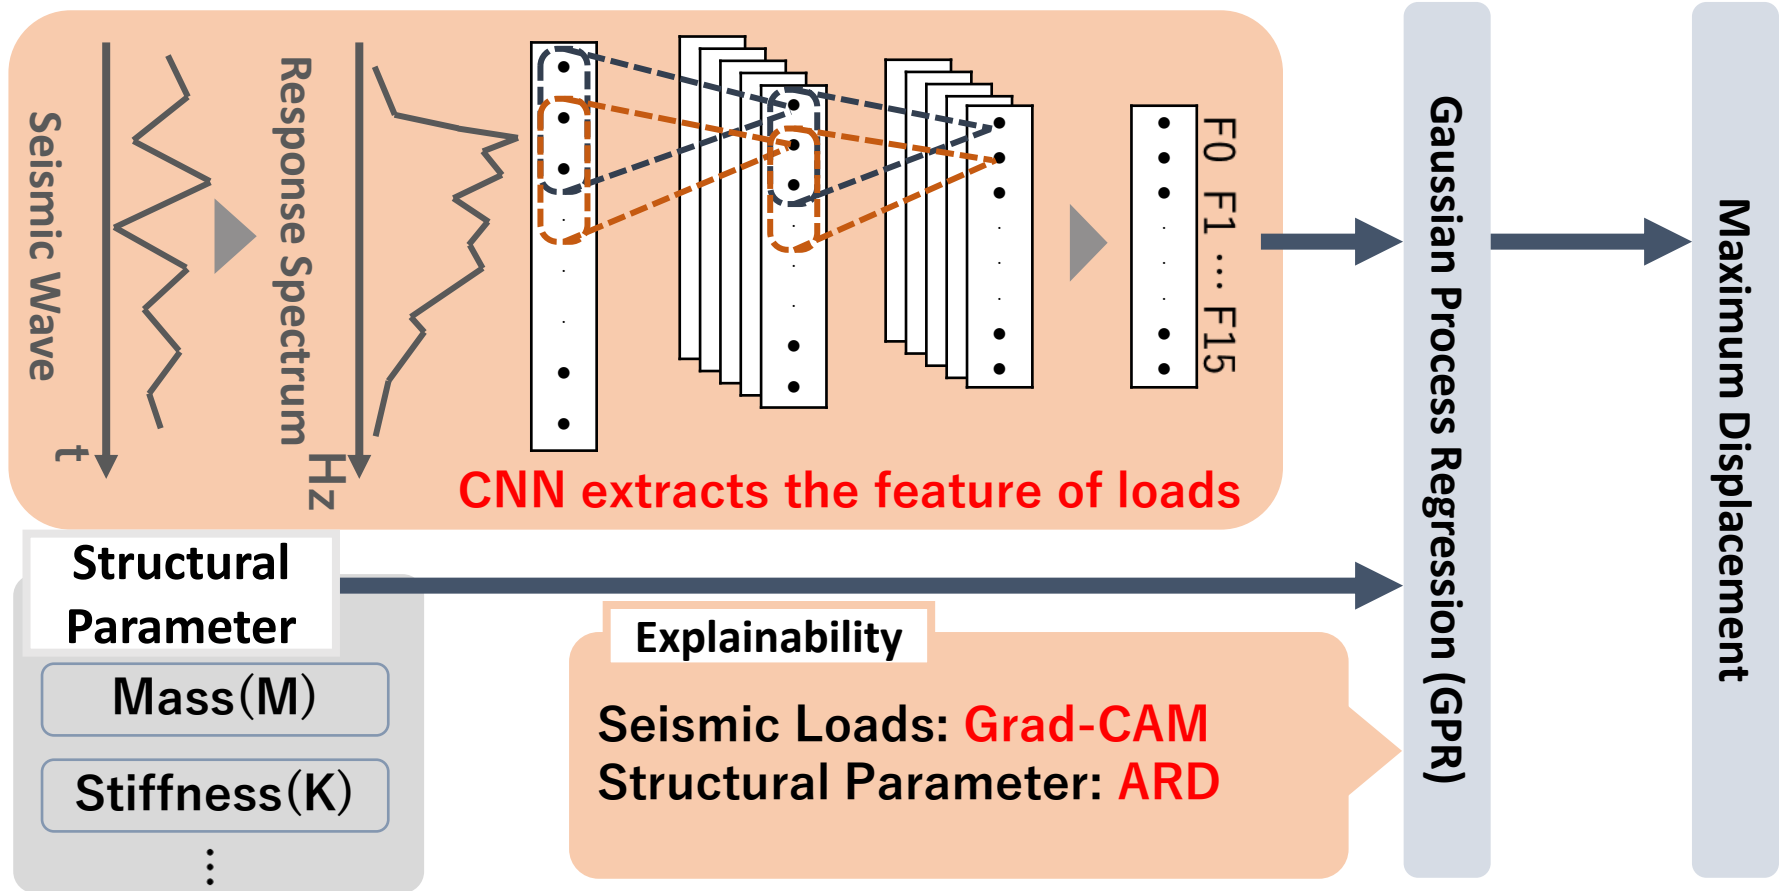 Seismic Wave
t
Response Spectrum
Hz
F0 F1 ... F15
CNN extracts the feature of loads
Structural
Parameter
Mass(M)
Stiffness(K)
⋮
Explainability
Seismic Loads: Grad-CAM
Structural Parameter: ARD
Gaussian Process Regression (GPR)
Maximum Displacement